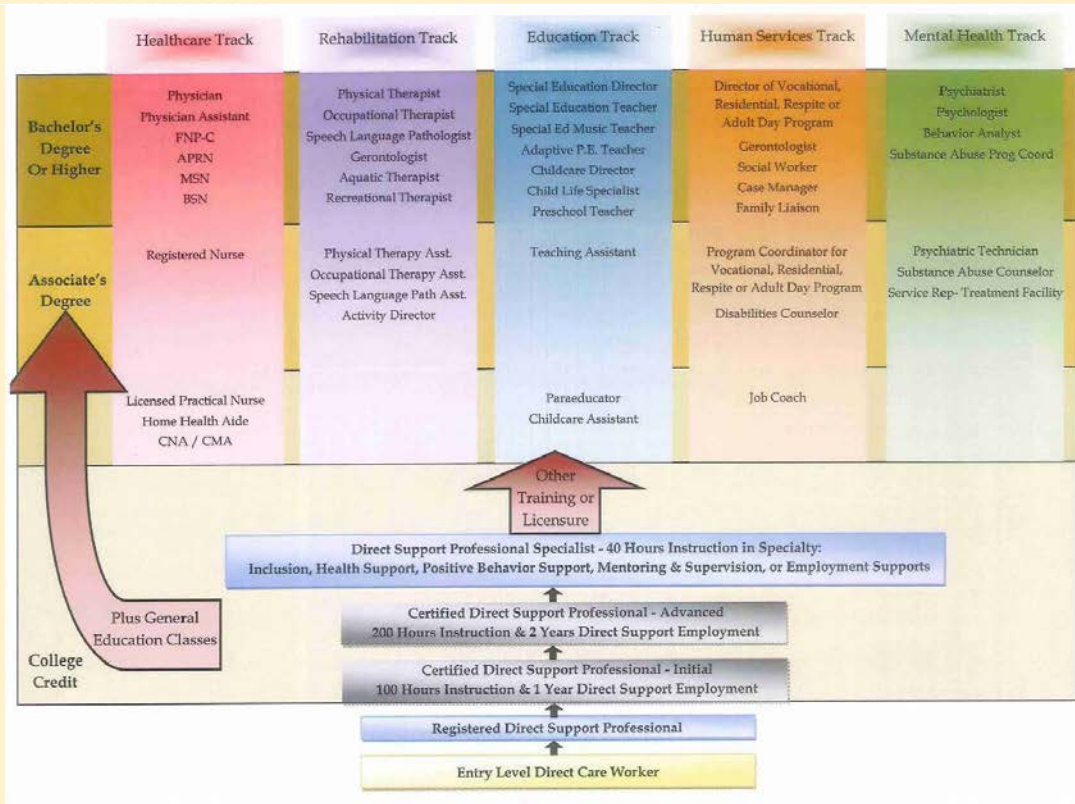 Healthcare Track
Rehabilitation Track
Education Track
Human Services Track
Mental Health Track
Bachelor's
Degree
Or Higher
Physician
Physician Assistant
FNP-C
APRN
MSN
BSN
Physical Therapist
Occupational Therapist
Speech Language Pathologist
Gerontologist
Aquatic Therapist
Recreational Therapist
Special Education Director
Special Education Teacher
Special Ed Music Teacher
Adaptive P.E. Teacher
Childcare Director
Child Life Specialist
Preschool Teacher
Director of Vocational,
Residential, Respite or
Adult Day Program
Gerontologist
Social Worker
Case Manager
Family Liaison
Psychiatrist
Psychologist
Behavior Analyst
Substance Abuse Prog Coord
Associate's
Degree
Registered Nurse
Physical Therapy Asst.
Occupational Therapy Asst.
Speech Language Path Asst.
Activity Director
Teaching Assistant
Program Coordinator for
Vocational, Residential,
Respite or Adult Day Program
Disabilities Counselor
Psychiatric Technician
Substance Abuse Counselor
Service Rep- Treatment Facility
Licensed Practical Nurse
Home Health Aide
CNA / CMA
Paraeducator
Childcare Assistant
Job Coach
Other
Training or
Licensure
Direct Support Professional Specialist - 40 Hours Instruction in Specialty:
Inclusion, Health Support, Positive Behavior Support, Mentoring & Supervision, or Employment Supports
Plus General
Education Classes
Certified Direct Support Professional - Advanced
200 Hours Instruction & 2 Years Direct Support Employment
College
Credit
Certified Direct Support Professional - Initial
100 Hours Instruction & 1 Year Direct Support Employment
Registered Direct Support Professional
Entry Level Direct Care Worker